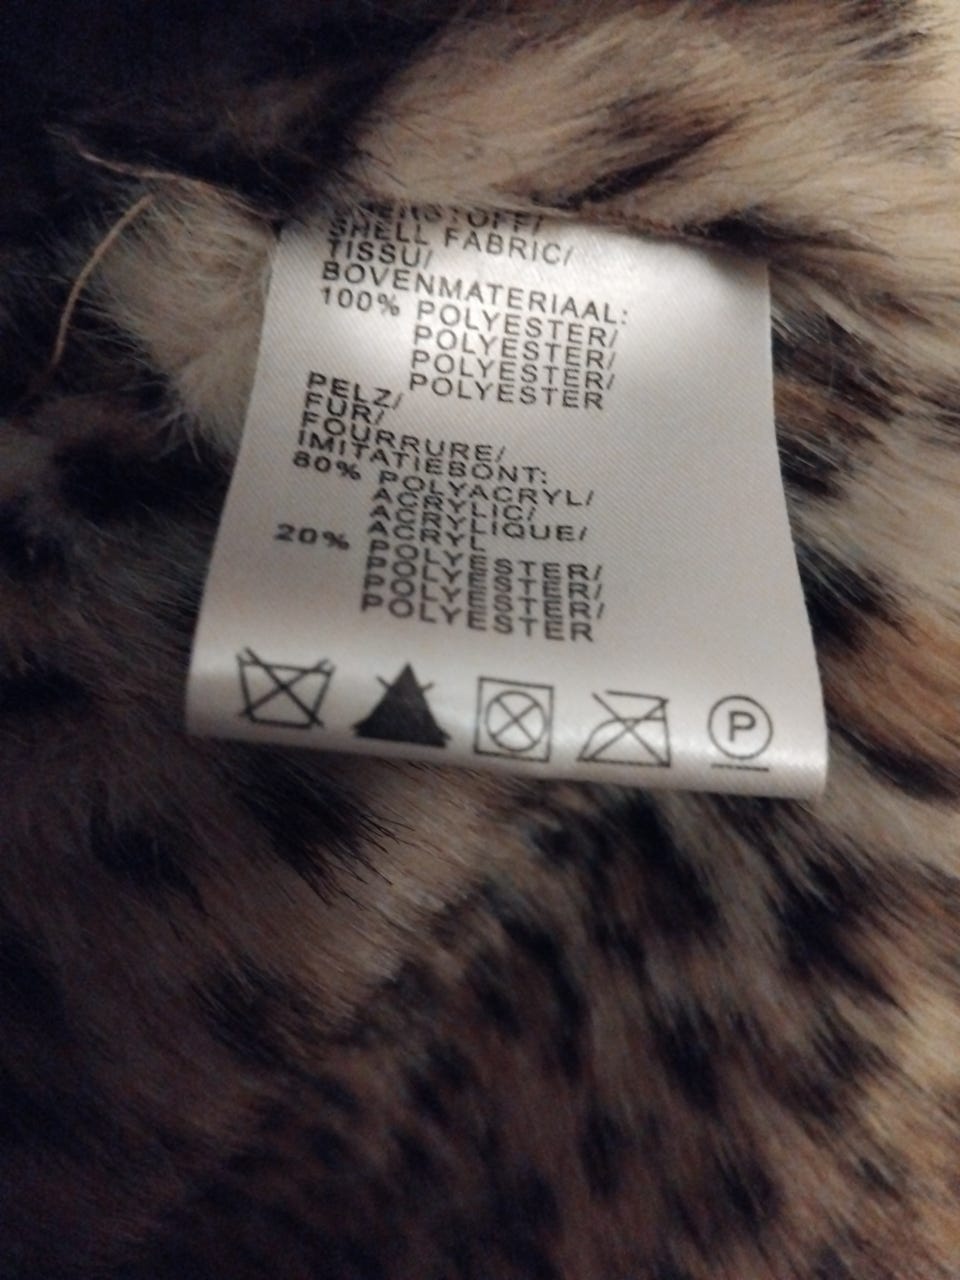 SHELL FABRIC/
TISSU/
BOVENMATERIAAL:
100% POLYESTER/
POLYESTER/
POLYESTER/
POLYESTER
PELZ/
FUR/
FOURRURE/
IMITATIEBONT:
80% POLYACRYL/
ACRYLIC/
ACRYLIQUE/
ACRYL
20% POLYESTER/
POLYESTER/
POLYESTER/
POLYESTER
P